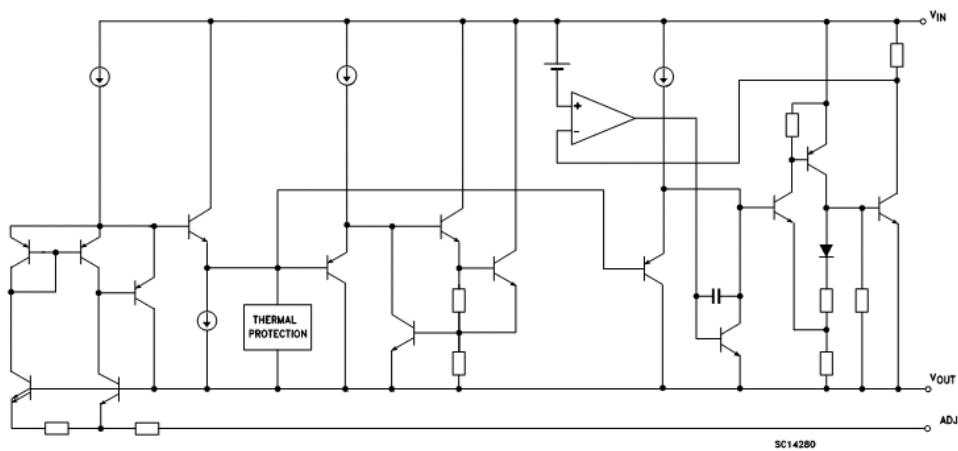 VIN
+
-
THERMAL
PROTECTION
VOUT
ADJ
SC14280